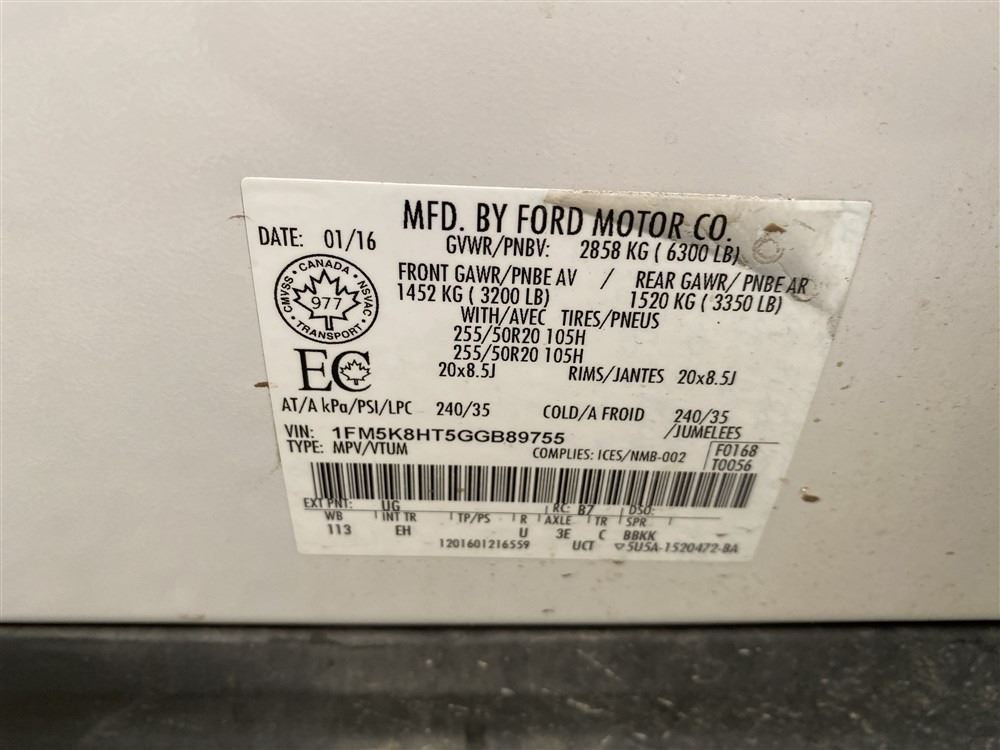 MFD. BY FORD MOTOR CO.
DATE: 01/16
GVWR/PNBV: 2858 KG ( 6300 LB)
FRONT GAWR/PNBE AV / REAR GAWR/ PNBE AR
1452 KG ( 3200 LB) 1520 KG ( 3350 LB)
WITH/AVEC TIRES/PNEUS
255/50R20 105H
255/50R20 105H
20x8.5J RIMS/JANTES 20x8.5J
CMVSS · CANADA · NSVAC
977
· TRANSPORT ·
EC
AT/A kPa/PSI/LPC 240/35 COLD/A FROID 240/35
VIN: 1FM5K8HT5GGB89755 /JUMELEES
TYPE: MPV/VTUM COMPLIES: ICES/NMB-002 F0168
T0056
EXT PNT: UG RC: B7 DSO:
WB INT TR TP/PS R AXLE TR SPR
113 EH U 3E C BBKK
1201601216559 UCT ▽5U5A-1520472-BA